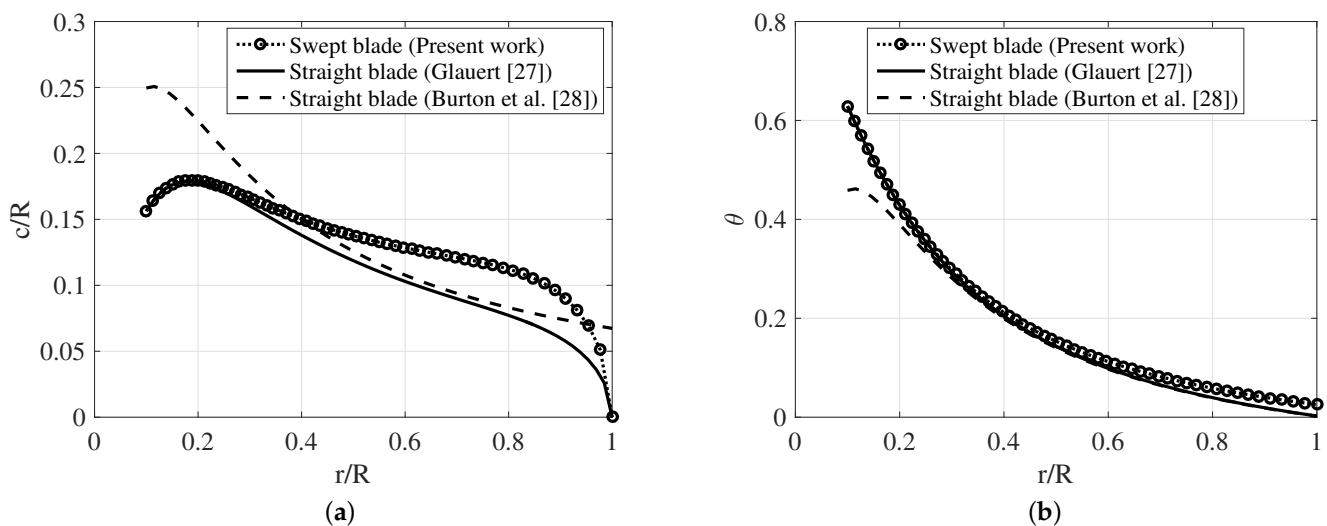 0.3
0.25
0.2
0.15
0.1
0.05
0
c/R
Swept blade (Present work)
Straight blade (Glauert [27])
Straight blade (Burton et al. [28])
0 0.2 0.4 0.6 0.8 1
r/R
(a)
0.8
0.6
0.4
0.2
0
θ
Swept blade (Present work)
Straight blade (Glauert [27])
Straight blade (Burton et al. [28])
0 0.2 0.4 0.6 0.8 1
r/R
(b)